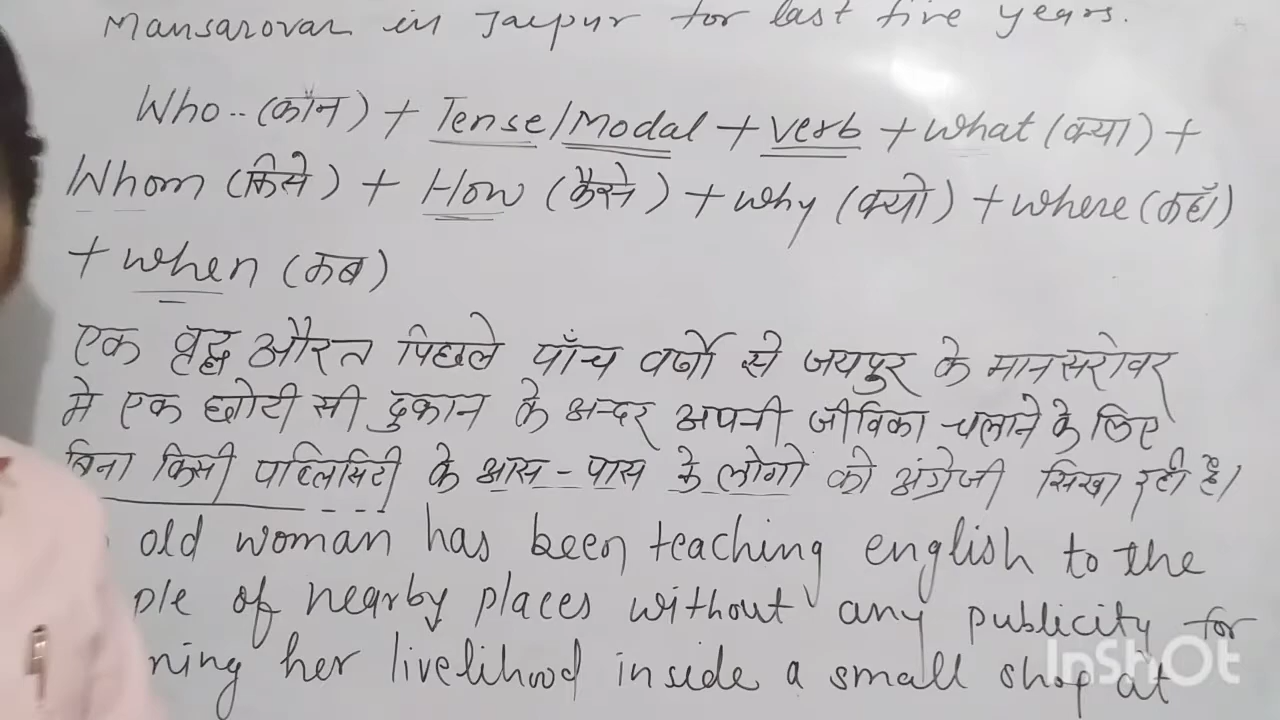 Mansarovar in Jaipur for last five years.
Who.. (कौन) + Tense/Modal + verb + what (क्या) +
Whom (किसे) + How (कैसे) + why (क्यो) + where (कहाँ)
+ when (कब)
एक वृद्ध औरत पिछले पाँच वर्षो से जयपुर के मानसरोवर
मे एक छोटी सी दुकान के अन्दर अपनी जीविका चलाने के लिए
बिना किसी पब्लिसिटी के आस-पास के लोगो को अंग्रेजी सिखा रही है।
old woman has been teaching english to the
ple of nearby places without any publicity for
ning her livelihood inside a small shop at
InShOt